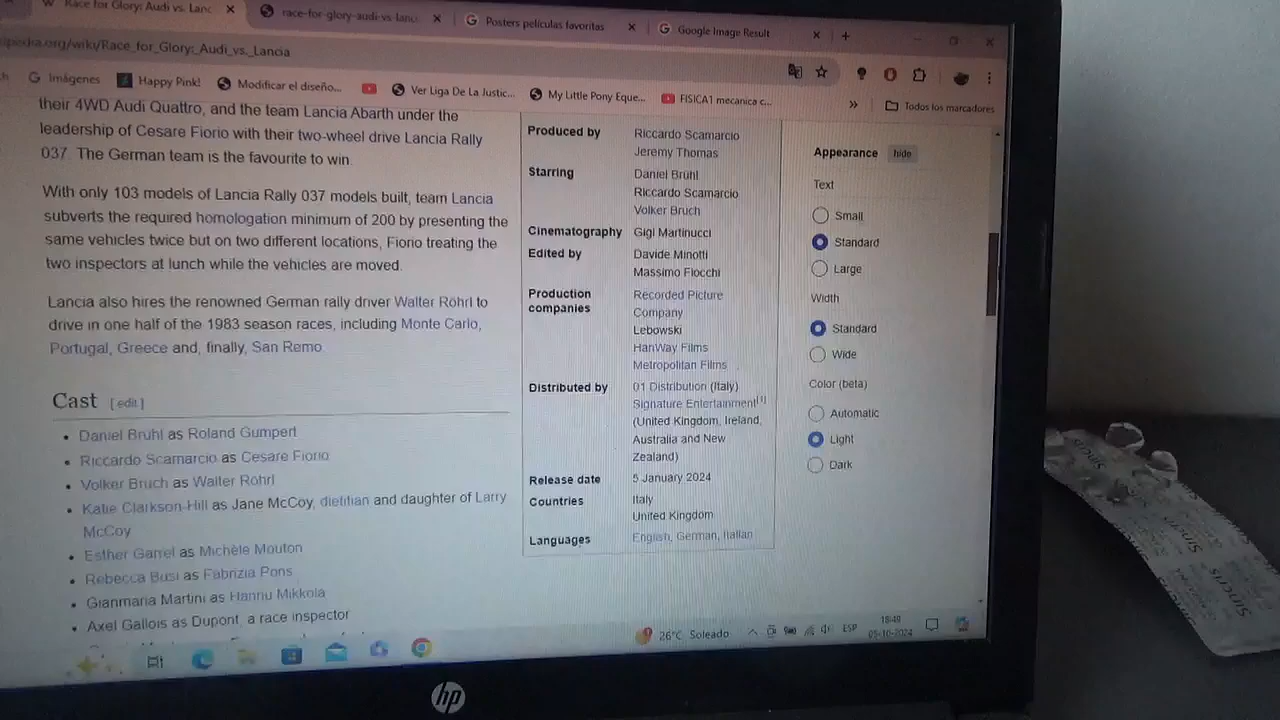 Race for Glory: Audi vs. Lanc
race-for-glory-audi-vs-lanc
Posters películas favoritas
Google Image Result
ipedia.org/wiki/Race_for_Glory:_Audi_vs._Lancia
Imágenes
Happy Pink!
Modificar el diseño...
Ver Liga De La Justic...
My Little Pony Eque...
FISICA1 mecanica c...
Todos los marcadores
their 4WD Audi Quattro, and the team Lancia Abarth under the
leadership of Cesare Fiorio with their two-wheel drive Lancia Rally
037. The German team is the favourite to win.
With only 103 models of Lancia Rally 037 models built, team Lancia
subverts the required homologation minimum of 200 by presenting the
same vehicles twice but on two different locations, Fiorio treating the
two inspectors at lunch while the vehicles are moved.
Lancia also hires the renowned German rally driver Walter Röhrl to
drive in one half of the 1983 season races, including Monte Carlo,
Portugal, Greece and, finally, San Remo.
Cast [ edit ]
• Daniel Brühl as Roland Gumpert
• Riccardo Scamarcio as Cesare Fiorio
• Volker Bruch as Walter Röhrl
• Katie Clarkson-Hill as Jane McCoy, dietitian and daughter of Larry
McCoy
• Esther Garrel as Michèle Mouton
• Rebecca Busi as Fabrizia Pons
• Gianmaria Martini as Hannu Mikkola
• Axel Gallois as Dupont, a race inspector
Produced by Riccardo Scamarcio
Jeremy Thomas
Starring Daniel Brühl
Riccardo Scamarcio
Volker Bruch
Cinematography Gigi Martinucci
Edited by Davide Minotti
Massimo Fiocchi
Production Recorded Picture
companies Company
Lebowski
HanWay Films
Metropolitan Films
Distributed by 01 Distribution (Italy)
Signature Entertainment[1]
(United Kingdom, Ireland,
Australia and New
Zealand)
Release date 5 January 2024
Countries Italy
United Kingdom
Languages English, German, Italian
Appearance hide
Text
Small
Standard
Large
Width
Standard
Wide
Color (beta)
Automatic
Light
Dark
26°C Soleado
ESP
18:49
05-10-2024
hp
Sincris